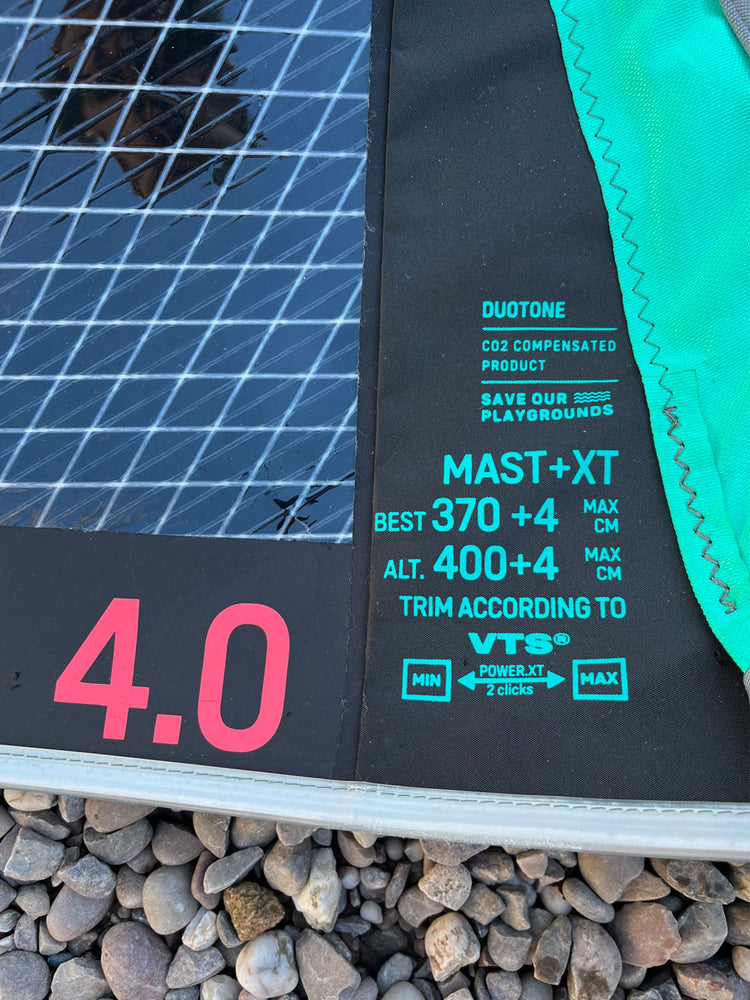 DUOTONE
CO2 COMPENSATED
PRODUCT
SAVE OUR
PLAYGROUNDS
MAST+XT
BEST 370 +4 MAX CM
ALT. 400+4 MAX CM
TRIM ACCORDING TO
VTS®
MIN POWER.XT MAX
2 clicks
4.0